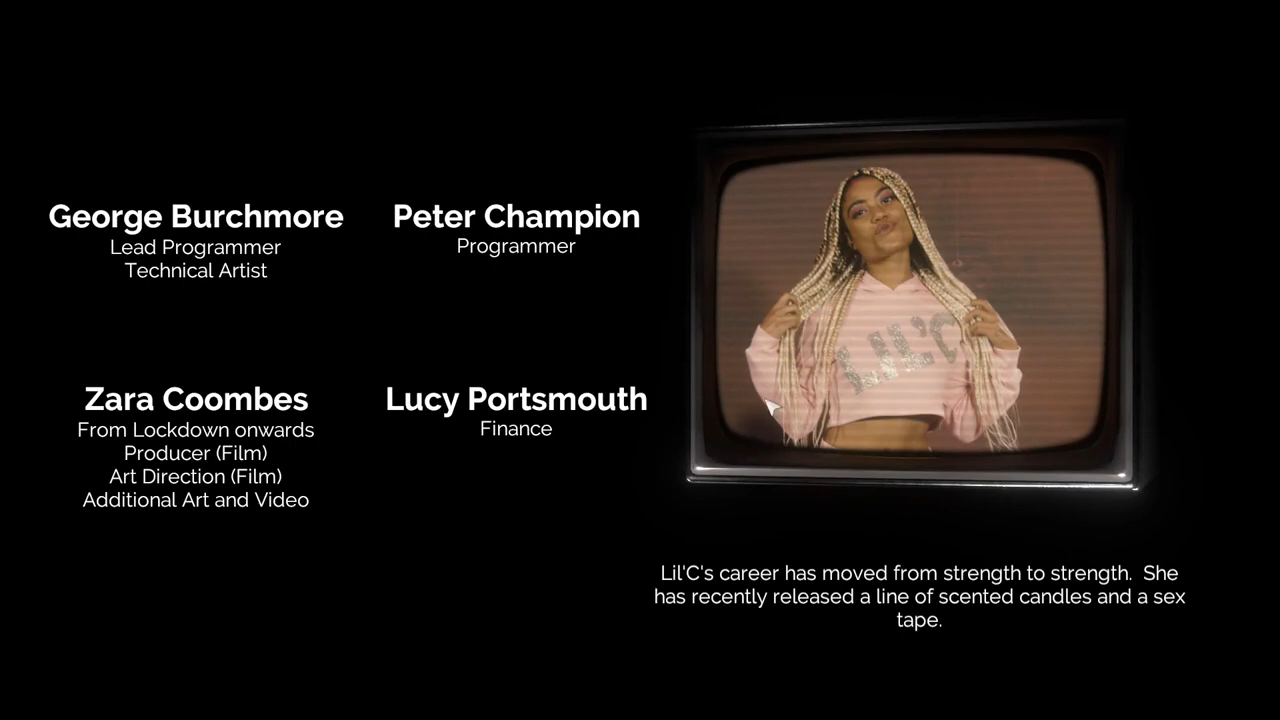 George Burchmore
Lead Programmer
Technical Artist
Peter Champion
Programmer
Zara Coombes
From Lockdown onwards
Producer (Film)
Art Direction (Film)
Additional Art and Video
Lucy Portsmouth
Finance
LIL'C
Lil'C's career has moved from strength to strength.  She
has recently released a line of scented candles and a sex
tape.